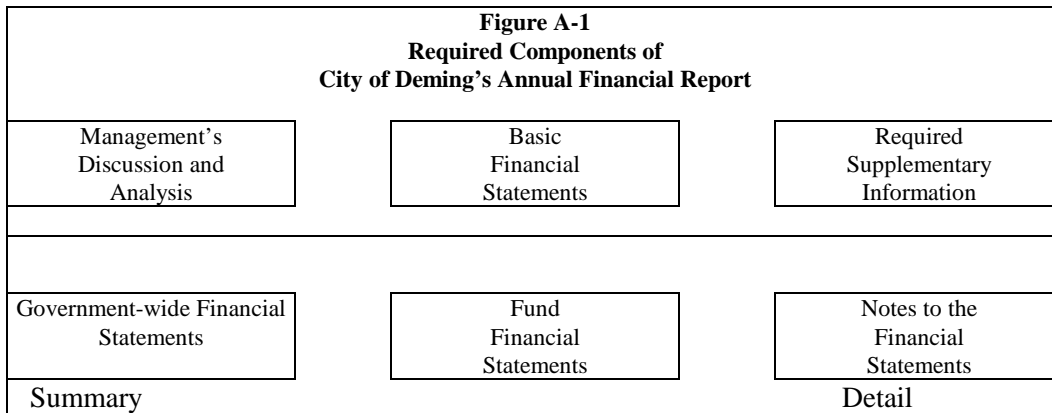 Figure A-1
Required Components of
City of Deming's Annual Financial Report
Management's
Discussion and
Analysis
Basic
Financial
Statements
Required
Supplementary
Information
Government-wide Financial
Statements
Fund
Financial
Statements
Notes to the
Financial
Statements
Summary
Detail